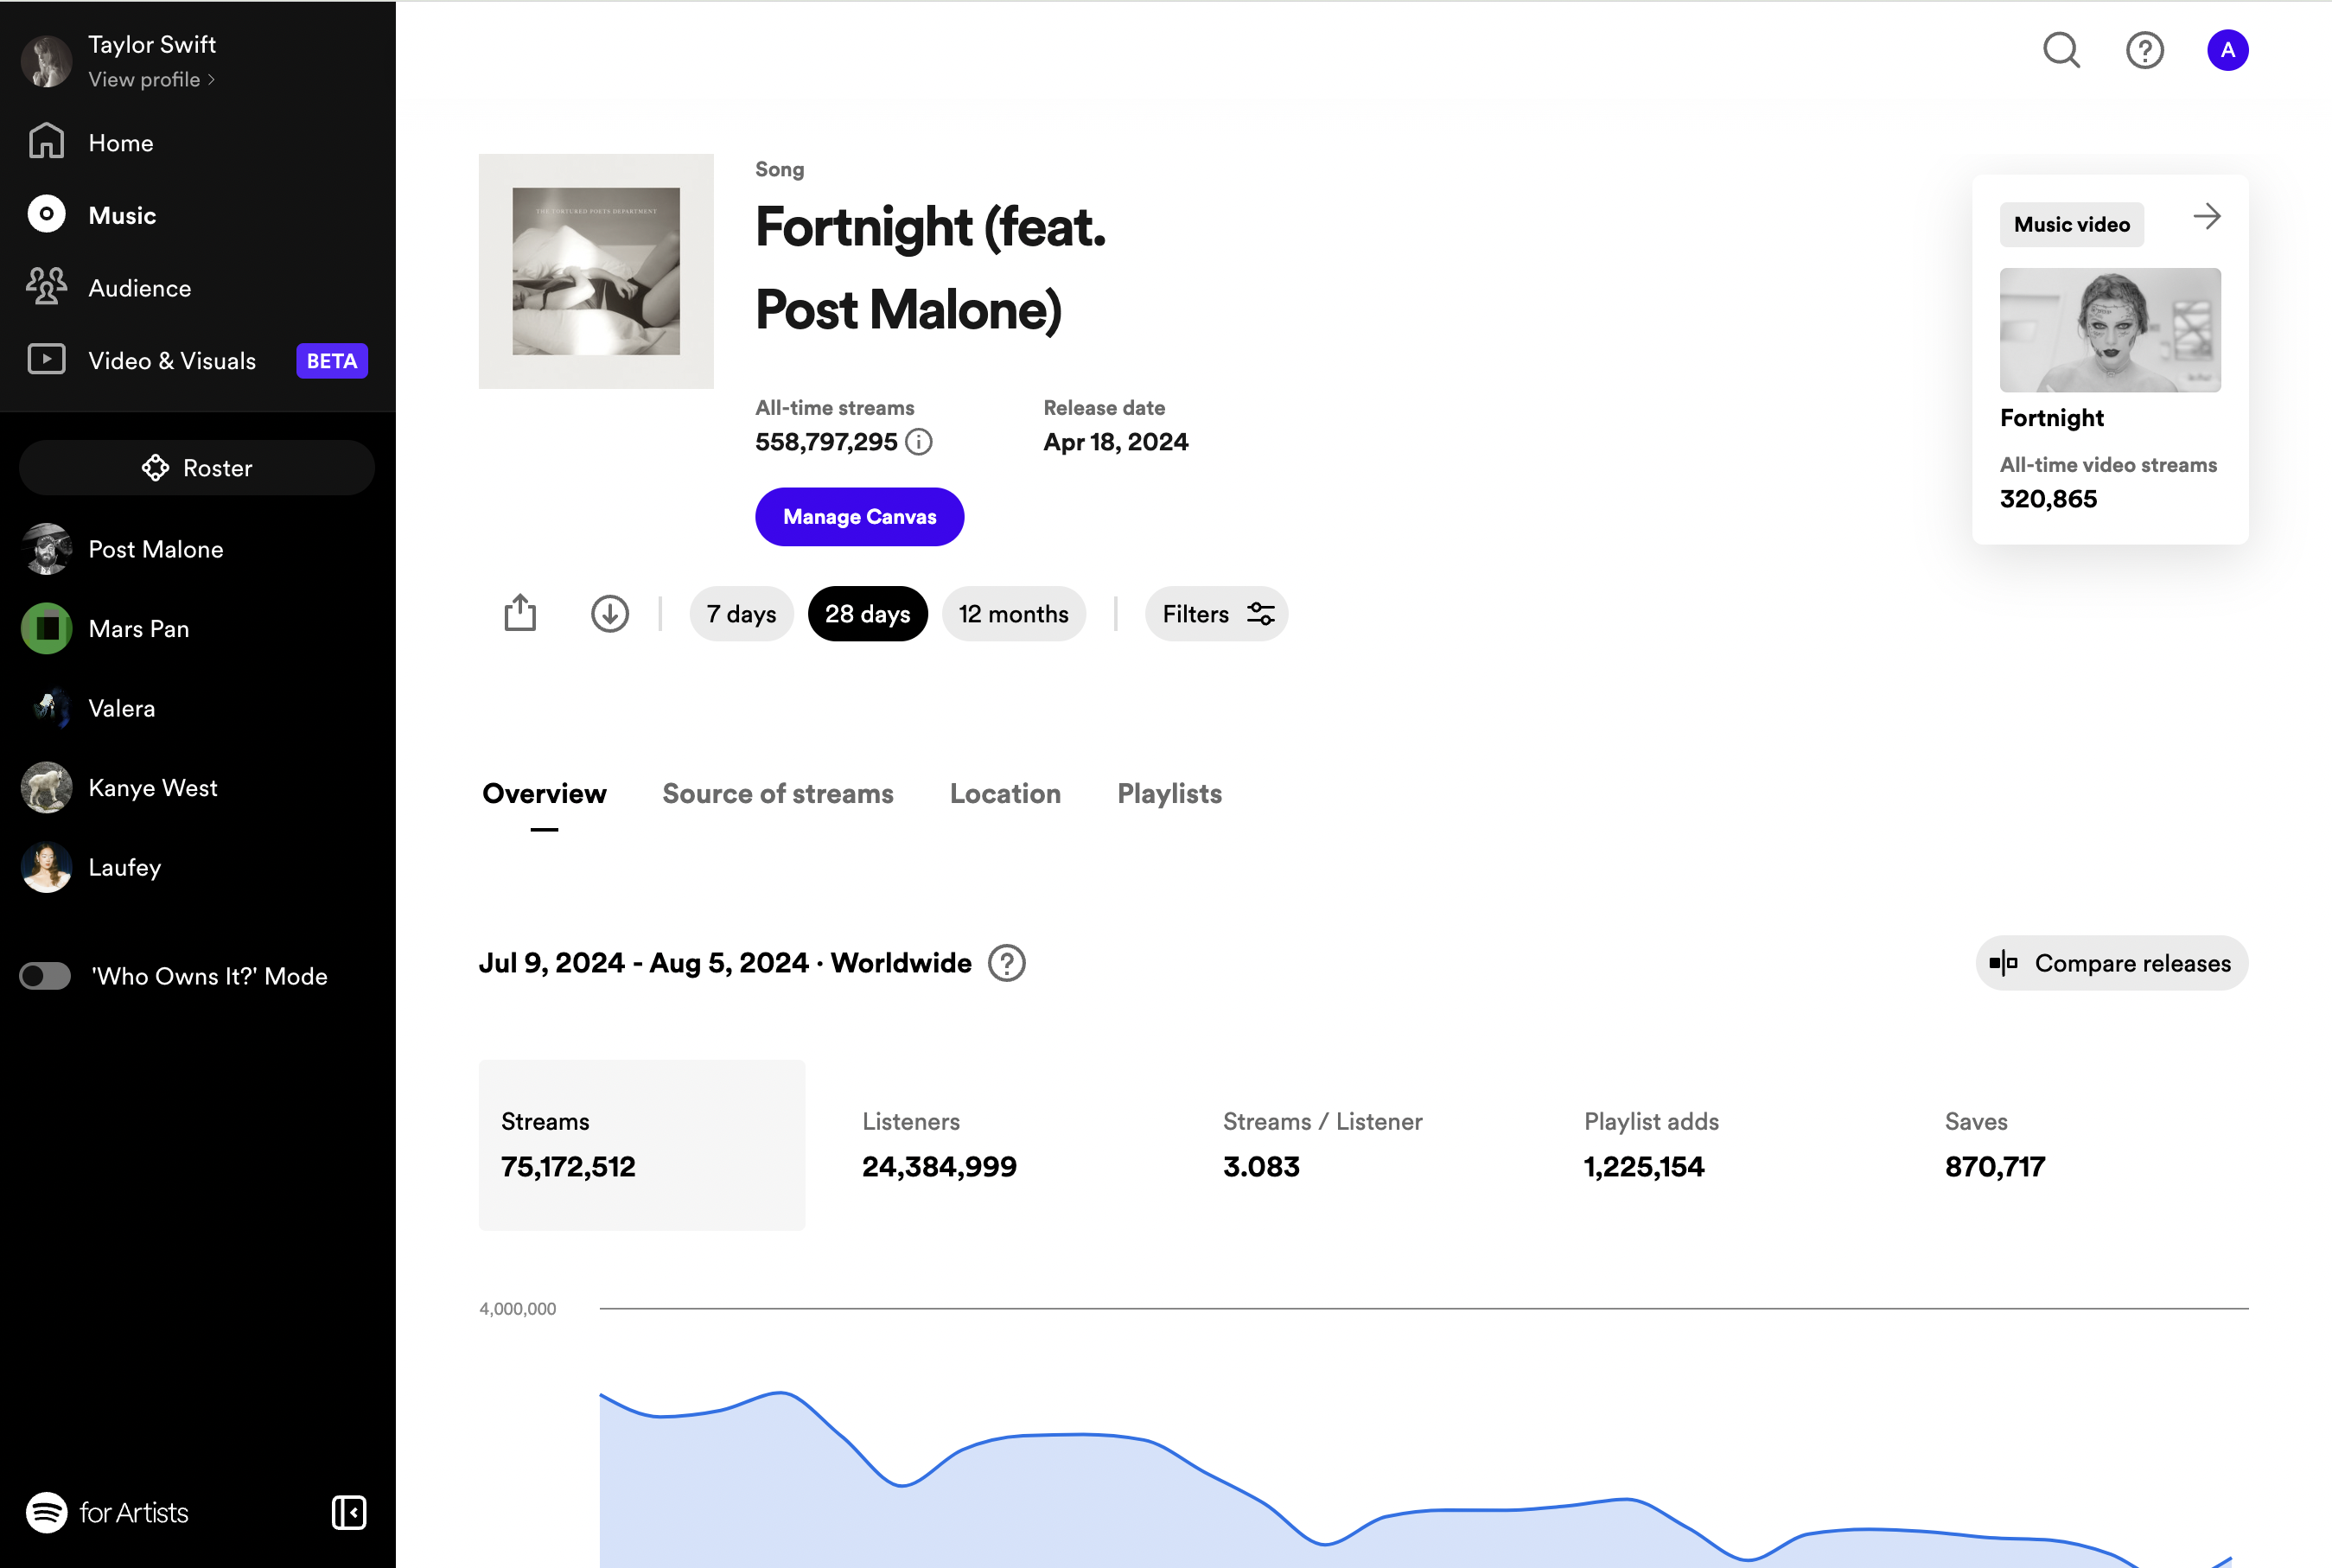 Taylor Swift
View profile
Home
Music
Audience
Video & Visuals BETA
Roster
Post Malone
Mars Pan
Valera
Kanye West
Laufey
'Who Owns It?' Mode
for Artists
A
THE TORTURED POETS DEPARTMENT
Song
Fortnight (feat.
Post Malone)
All-time streams
558,797,295
Release date
Apr 18, 2024
Manage Canvas
Music video
Fortnight
All-time video streams
320,865
7 days 28 days 12 months Filters
Overview Source of streams Location Playlists
Jul 9, 2024 - Aug 5, 2024 · Worldwide
Compare releases
Streams
75,172,512
Listeners
24,384,999
Streams / Listener
3.083
Playlist adds
1,225,154
Saves
870,717
4,000,000